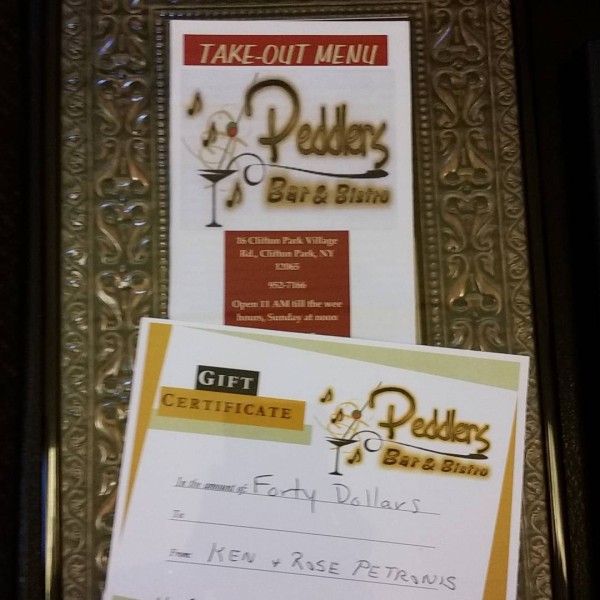 TAKE-OUT MENU
Peddlers
Bar & Bistro
16 Clifton Park Village
Rd., Clifton Park, NY
12065
952-7166
Open 11 AM till the wee
hours, Sunday at noon
GIFT
CERTIFICATE
Peddlers
Bar & Bistro
In the amount of: Forty Dollars
To:
From: KEN & ROSE PETRONIS